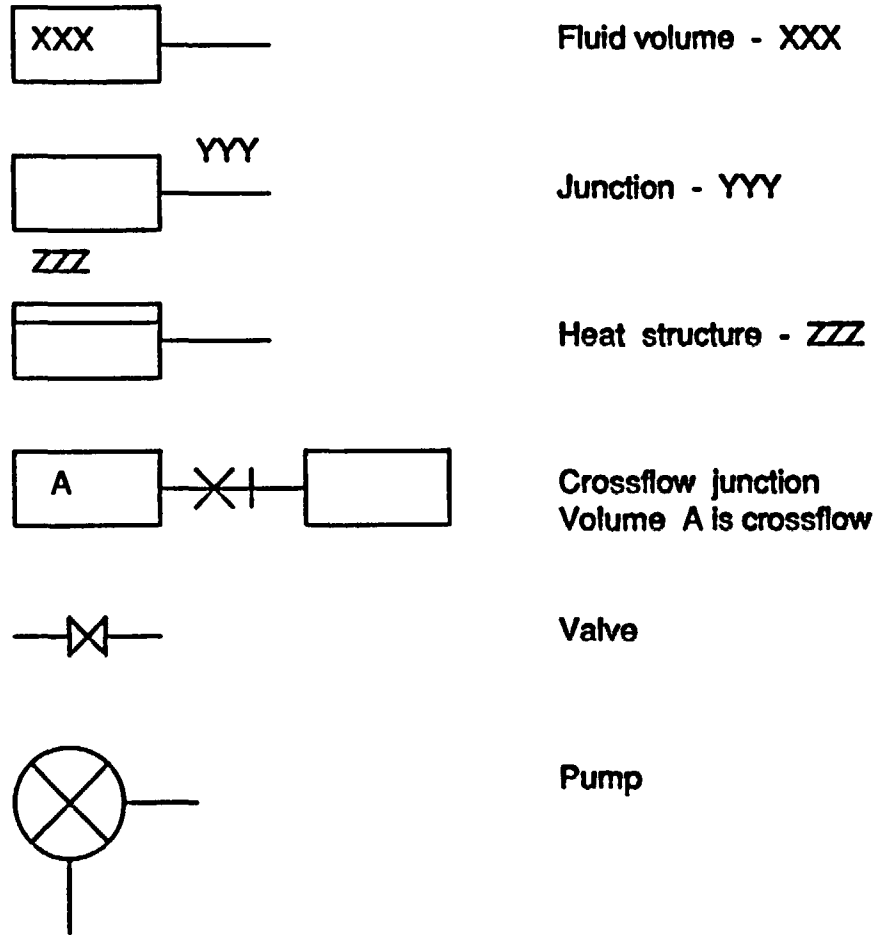 XXX
Fluid volume - XXX
YYY
Junction - YYY
ZZZ
Heat structure - ZZZ
A
Crossflow junction
Volume A is crossflow
Valve
Pump